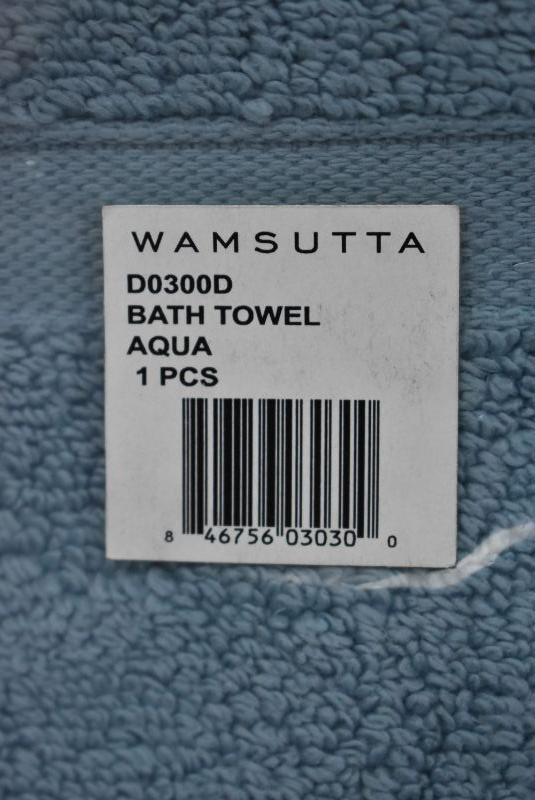 WAMSUTTA
D0300D
BATH TOWEL
AQUA
1 PCS
8 46756 03030 0